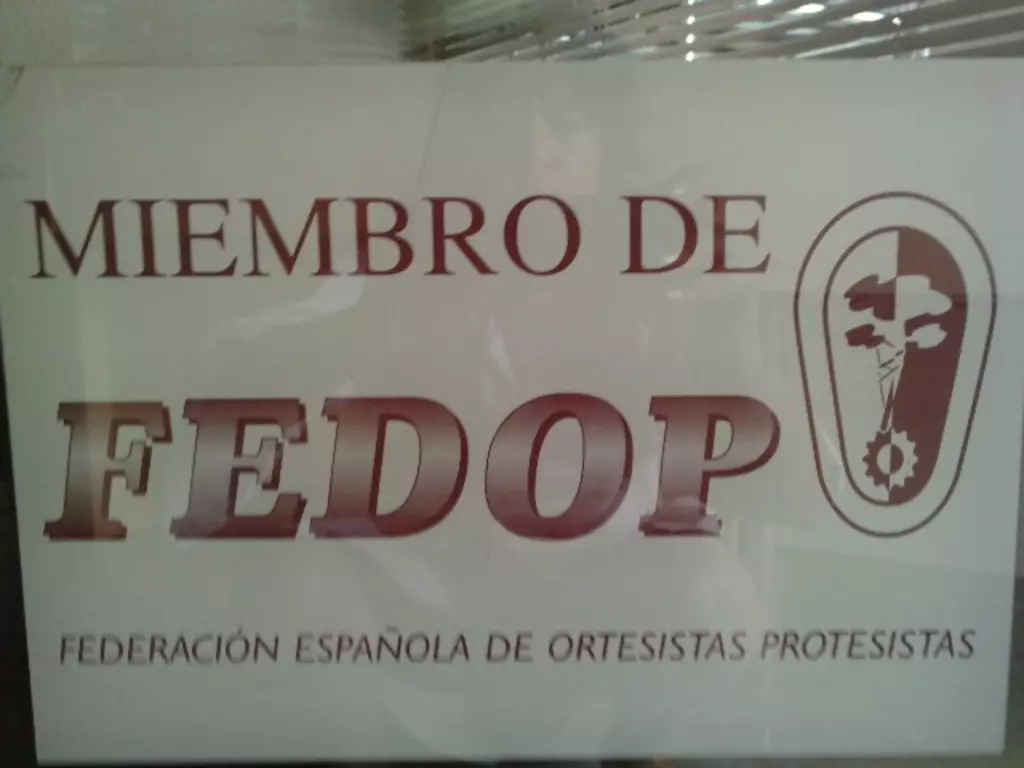 MIEMBRO DE
FEDOP
FEDERACIÓN ESPAÑOLA DE ORTESISTAS PROTESISTAS